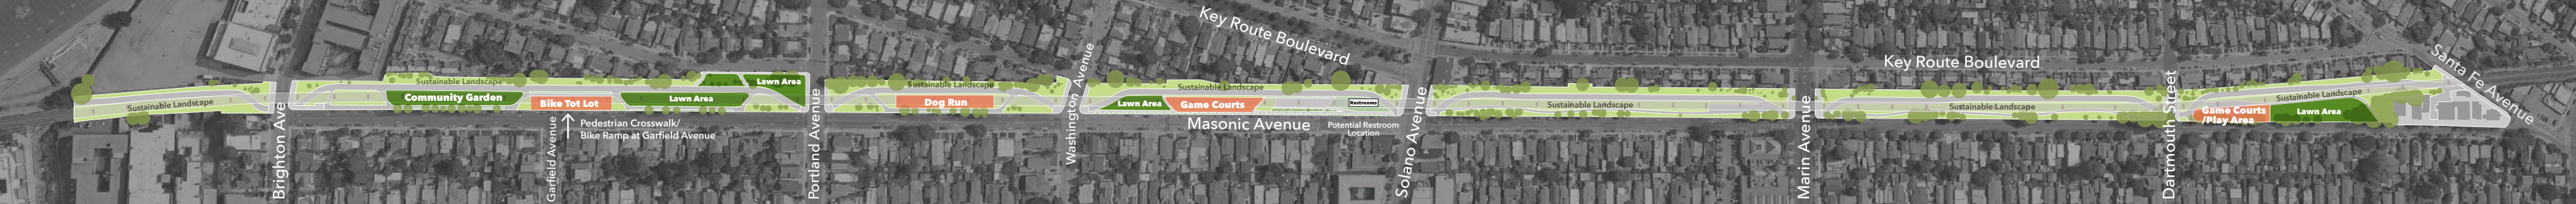 Sustainable Landscape
Brighton Ave
Sustainable Landscape
Community Garden
Bike Tot Lot
Lawn Area
Lawn Area
Garfield Avenue
Pedestrian Crosswalk/
Bike Ramp at Garfield Avenue
Portland Avenue
Sustainable Landscape
Dog Run
Washington Avenue
Key Route Boulevard
Sustainable Landscape
Lawn Area
Game Courts
Restrooms
Masonic Avenue
Potential Restroom
Location
Solano Avenue
Sustainable Landscape
Marin Avenue
Key Route Boulevard
Sustainable Landscape
Dartmouth Street
Sustainable Landscape
Game Courts
/Play Area
Lawn Area
Santa Fe Avenue